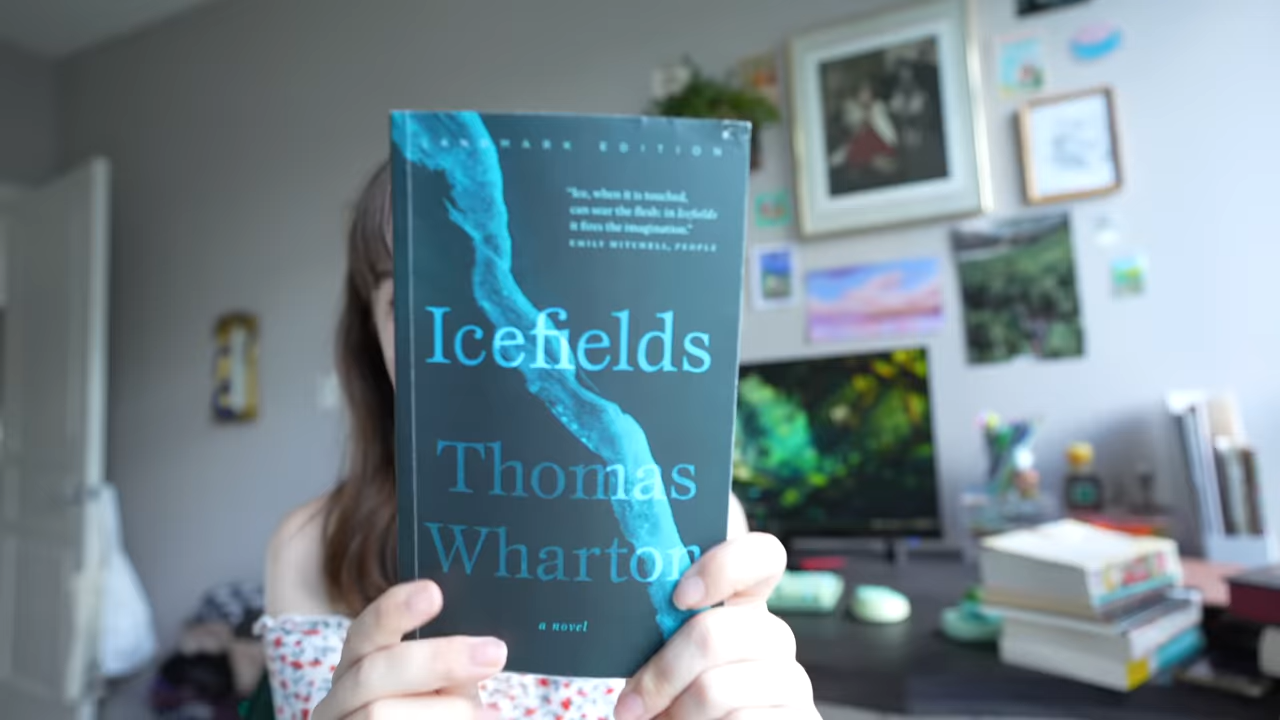 LANDMARK EDITION
"Ice, when it is touched,
can sear the flesh: in Icefields
it fires the imagination."
EMILY MITCHELL, PEOPLE
Icefields
Thomas
Wharton
a novel